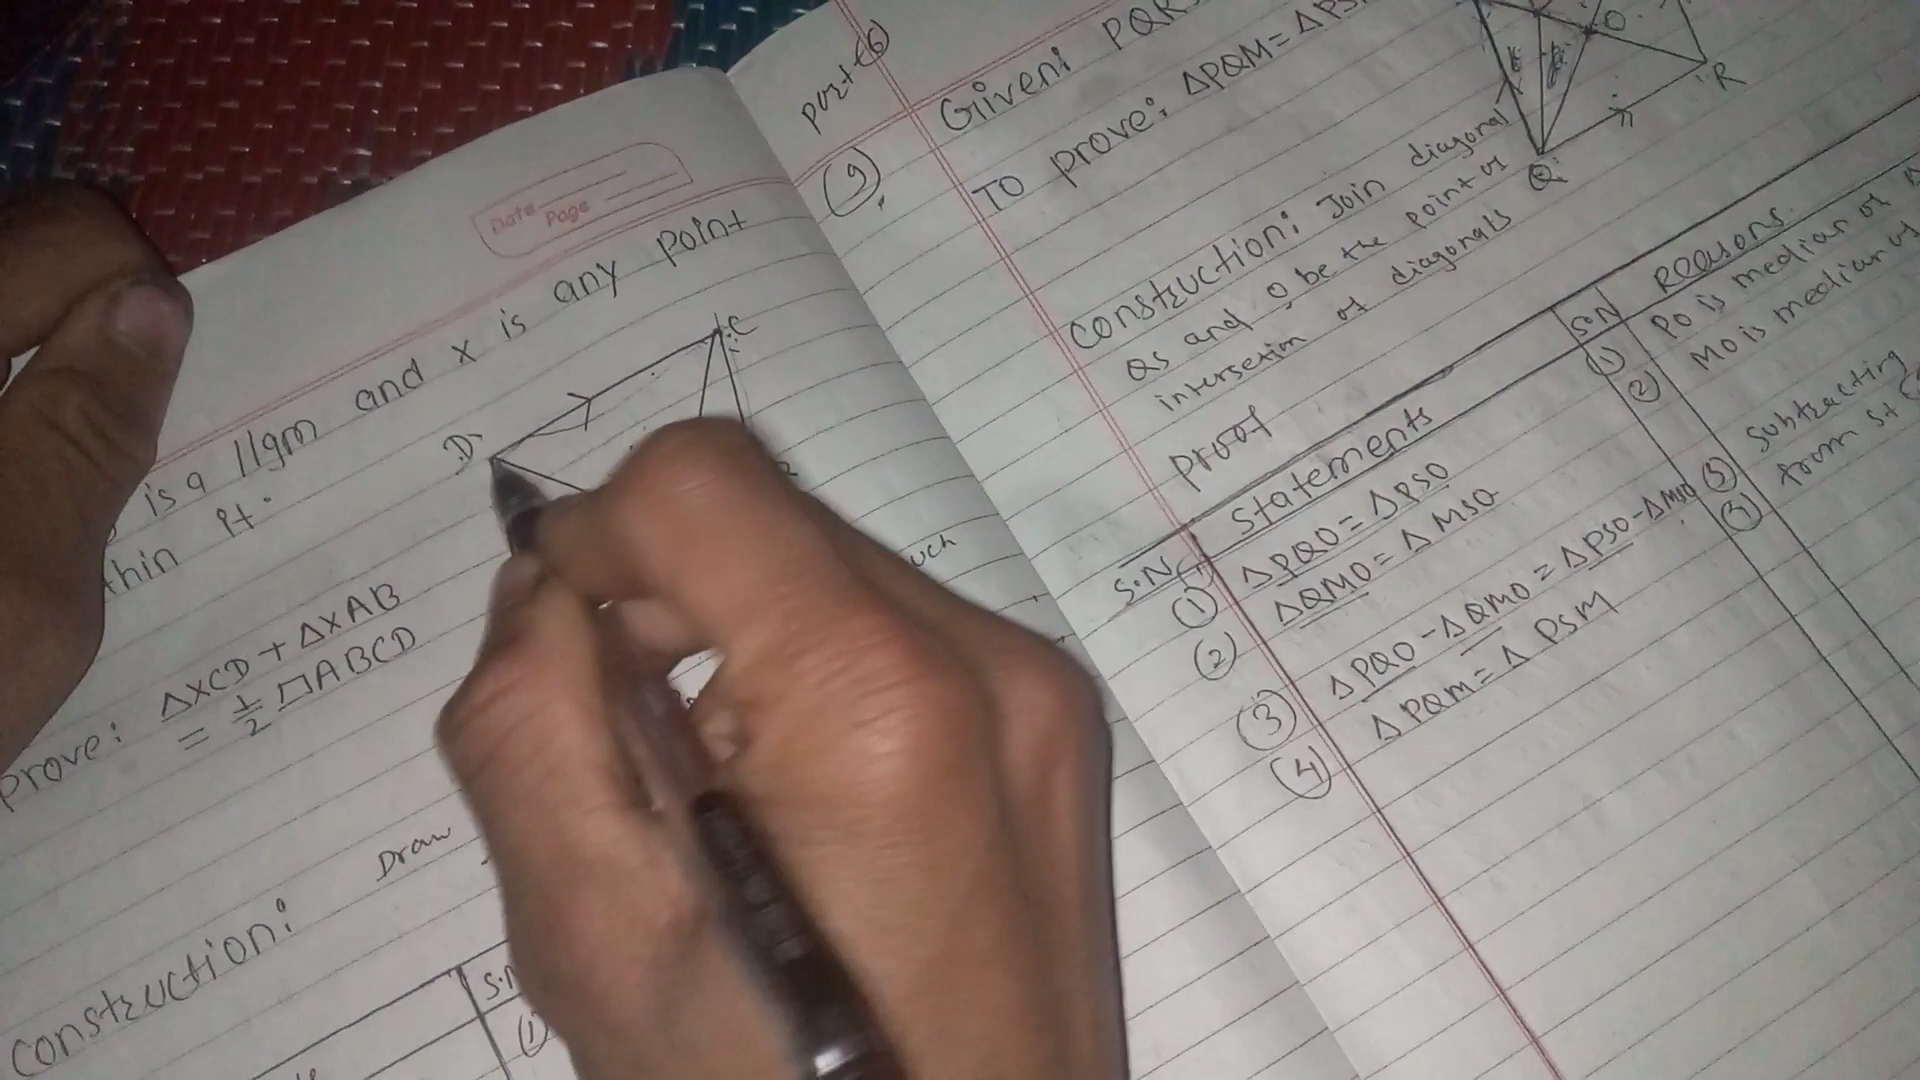 Date
Page
is a llgm and x is any point
thin it.
D
C
prove: ΔXCD + ΔXAB
= 1/2 ▱ABCD
uch
construction: Draw
S.N
(1)
part (6)
(9)
Given: PQR
To prove: ΔPQM = ΔPS
O
R
Q
construction: Join diagonal
QS and O be the point of
intersetion of diagonals
Proof
S.N Statements S.N Reasons
(1) ΔPQO = ΔPSO (1) PO is median of
(2) ΔQMO = ΔMSO (2) MO is median of
(3) ΔPQO - ΔQMO = ΔPSO - ΔMSO (3) Subtracting
from st
(4) ΔPQM = ΔPSM (4)